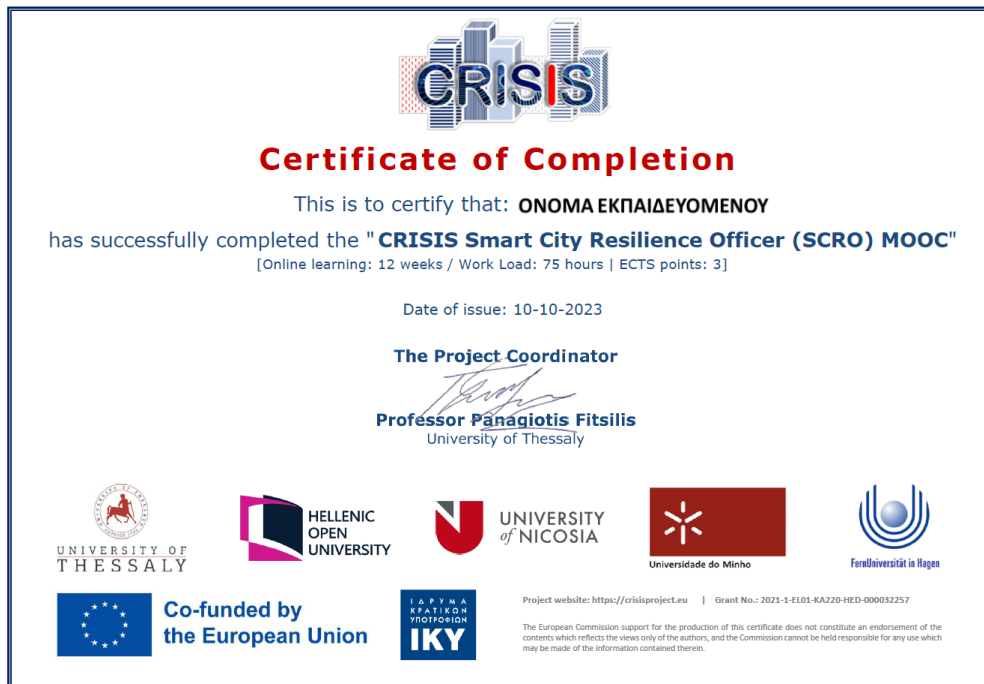 CRISIS
Certificate of Completion
This is to certify that: ΟΝΟΜΑ ΕΚΠΑΙΔΕΥΟΜΕΝΟΥ
has successfully completed the "CRISIS Smart City Resilience Officer (SCRO) MOOC"
[Online learning: 12 weeks / Work Load: 75 hours | ECTS points: 3]
Date of issue: 10-10-2023
The Project Coordinator
Professor Panagiotis Fitsilis
University of Thessaly
UNIVERSITY OF
THESSALY
HELLENIC
OPEN
UNIVERSITY
UNIVERSITY
of NICOSIA
Universidade do Minho
FernUniversität in Hagen
Co-funded by
the European Union
ΙΔΡΥΜΑ
ΚΡΑΤΙΚΩΝ
ΥΠΟΤΡΟΦΙΩΝ
ΙΚΥ
Project website: https://crisisproject.eu | Grant No.: 2021-1-EL01-KA220-HED-000032257
The European Commission support for the production of this certificate does not constitute an endorsement of the
contents which reflects the views only of the authors, and the Commission cannot be held responsible for any use which
may be made of the information contained therein.